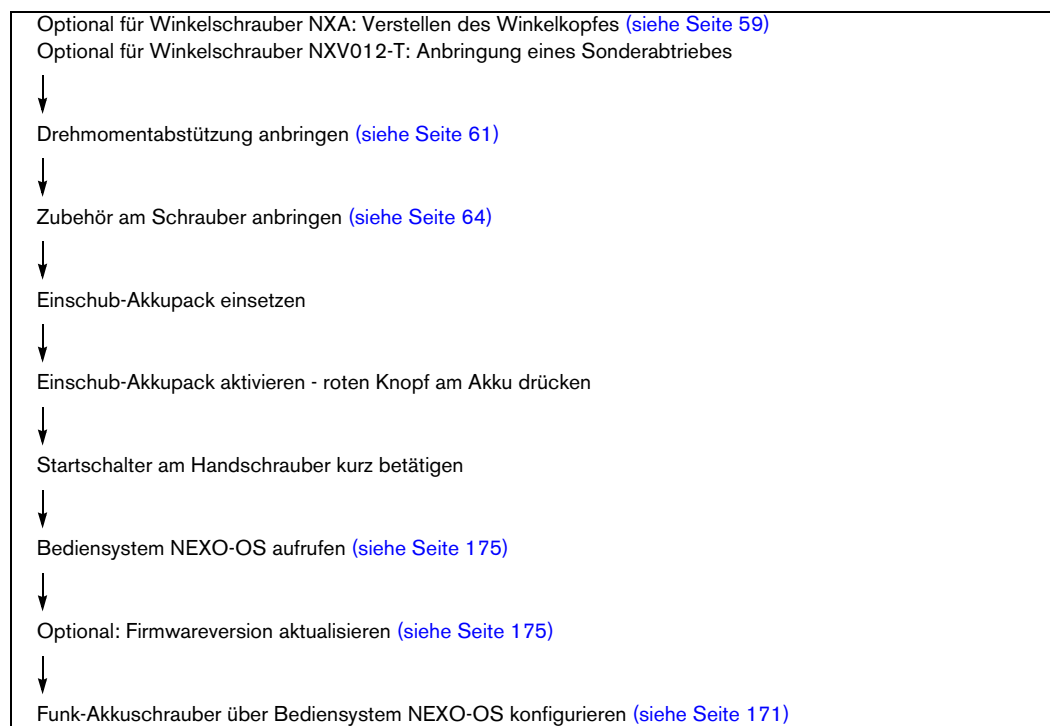 Optional für Winkelschrauber NXA: Verstellen des Winkelkopfes (siehe Seite 59)
Optional für Winkelschrauber NXV012-T: Anbringung eines Sonderabtriebes
Drehmomentabstützung anbringen (siehe Seite 61)
Zubehör am Schrauber anbringen (siehe Seite 64)
Einschub-Akkupack einsetzen
Einschub-Akkupack aktivieren - roten Knopf am Akku drücken
Startschalter am Handschrauber kurz betätigen
Bediensystem NEXO-OS aufrufen (siehe Seite 175)
Optional: Firmwareversion aktualisieren (siehe Seite 175)
Funk-Akkuschrauber über Bediensystem NEXO-OS konfigurieren (siehe Seite 171)